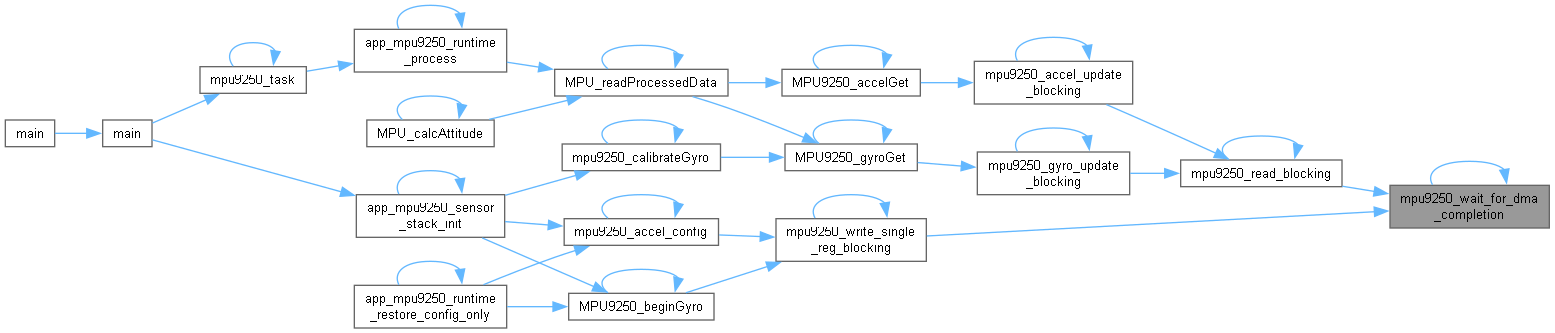 app_mpu9250_runtime
_process
mpu9250_task
MPU_readProcessedData
MPU9250_accelGet
mpu9250_accel_update
_blocking
main
main
MPU_calcAttitude
mpu9250_calibrateGyro
MPU9250_gyroGet
mpu9250_gyro_update
_blocking
mpu9250_read_blocking
mpu9250_wait_for_dma
_completion
app_mpu9250_sensor
_stack_init
mpu9250_accel_config
mpu9250_write_single
_reg_blocking
app_mpu9250_runtime
_restore_config_only
MPU9250_beginGyro